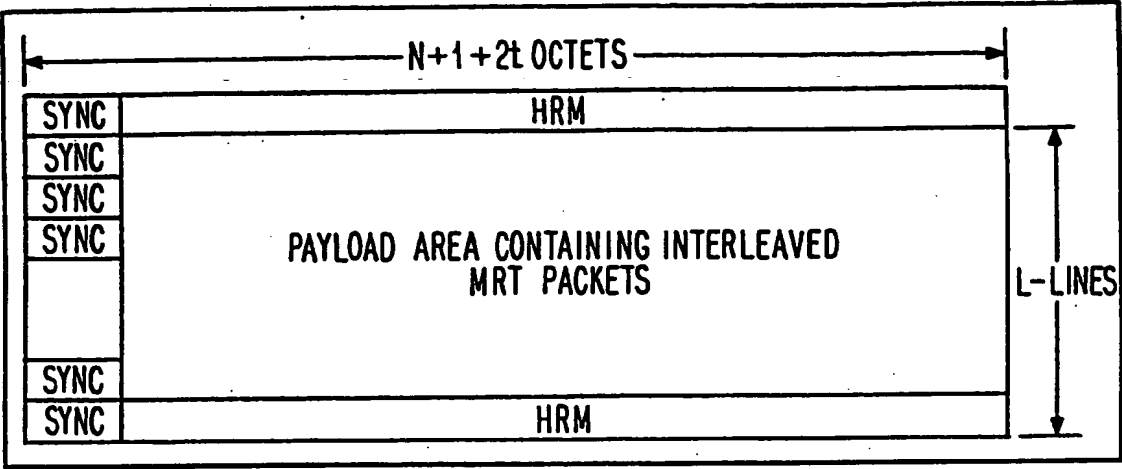 N+1+2t OCTETS
SYNC HRM
SYNC
SYNC
SYNC
PAYLOAD AREA CONTAINING INTERLEAVED
MRT PACKETS
L-LINES
SYNC
SYNC HRM